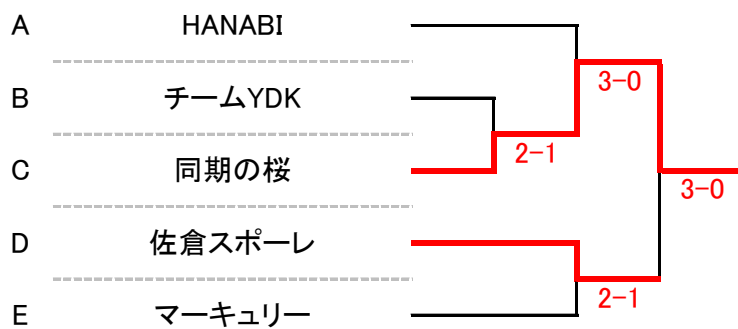 A HANABI
3-0
B チームYDK
2-1
C 同期の桜
3-0
D 佐倉スポーレ
2-1
E マーキュリー